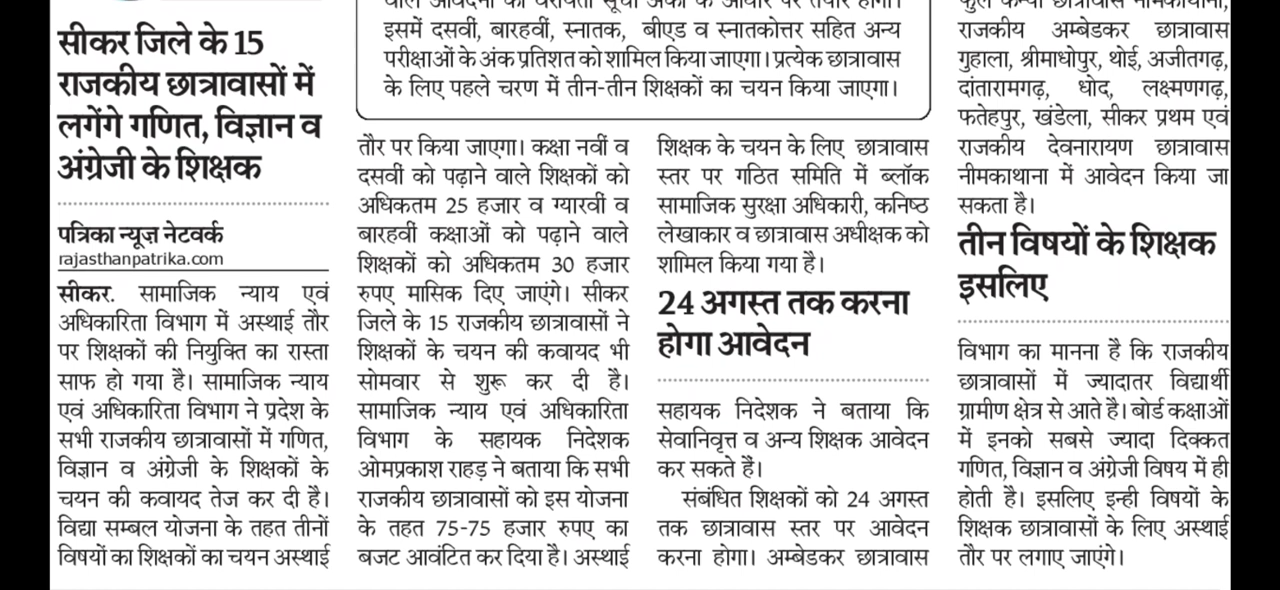 सीकर जिले के 15
राजकीय छात्रावासों में
लगेंगे गणित, विज्ञान व
अंग्रेजी के शिक्षक
पत्रिका न्यूज़ नेटवर्क
rajasthanpatrika.com
सीकर. सामाजिक न्याय एवं
अधिकारिता विभाग में अस्थाई तौर
पर शिक्षकों की नियुक्ति का रास्ता
साफ हो गया है। सामाजिक न्याय
एवं अधिकारिता विभाग ने प्रदेश के
सभी राजकीय छात्रावासों में गणित,
विज्ञान व अंग्रेजी के शिक्षकों के
चयन की कवायद तेज कर दी है।
विद्या सम्बल योजना के तहत तीनों
विषयों का शिक्षकों का चयन अस्थाई
वाले आवेदनों की वरीयता सूची अंकों के आधार पर तैयार होगी।
इसमें दसवीं, बारहवीं, स्नातक, बीएड व स्नातकोत्तर सहित अन्य
परीक्षाओं के अंक प्रतिशत को शामिल किया जाएगा। प्रत्येक छात्रावास
के लिए पहले चरण में तीन-तीन शिक्षकों का चयन किया जाएगा।
तौर पर किया जाएगा। कक्षा नवीं व
दसवीं को पढ़ाने वाले शिक्षकों को
अधिकतम 25 हजार व ग्यारवीं व
बारहवीं कक्षाओं को पढ़ाने वाले
शिक्षकों को अधिकतम 30 हजार
रुपए मासिक दिए जाएंगे। सीकर
जिले के 15 राजकीय छात्रावासों ने
शिक्षकों के चयन की कवायद भी
सोमवार से शुरू कर दी है।
सामाजिक न्याय एवं अधिकारिता
विभाग के सहायक निदेशक
ओमप्रकाश राहड़ ने बताया कि सभी
राजकीय छात्रावासों को इस योजना
के तहत 75-75 हजार रुपए का
बजट आवंटित कर दिया है। अस्थाई
शिक्षक के चयन के लिए छात्रावास
स्तर पर गठित समिति में ब्लॉक
सामाजिक सुरक्षा अधिकारी, कनिष्ठ
लेखाकार व छात्रावास अधीक्षक को
शामिल किया गया है।
24 अगस्त तक करना
होगा आवेदन
सहायक निदेशक ने बताया कि
सेवानिवृत्त व अन्य शिक्षक आवेदन
कर सकते हैं।
संबंधित शिक्षकों को 24 अगस्त
तक छात्रावास स्तर पर आवेदन
करना होगा। अम्बेडकर छात्रावास
फुले कन्या छात्रावास नीमकाथाना,
राजकीय अम्बेडकर छात्रावास
गुहाला, श्रीमाधोपुर, थोई, अजीतगढ़,
दांतारामगढ़, धोद, लक्ष्मणगढ़,
फतेहपुर, खंडेला, सीकर प्रथम एवं
राजकीय देवनारायण छात्रावास
नीमकाथाना में आवेदन किया जा
सकता है।
तीन विषयों के शिक्षक
इसलिए
विभाग का मानना है कि राजकीय
छात्रावासों में ज्यादातर विद्यार्थी
ग्रामीण क्षेत्र से आते है। बोर्ड कक्षाओं
में इनको सबसे ज्यादा दिक्कत
गणित, विज्ञान व अंग्रेजी विषय में ही
होती है। इसलिए इन्ही विषयों के
शिक्षक छात्रावासों के लिए अस्थाई
तौर पर लगाए जाएंगे।